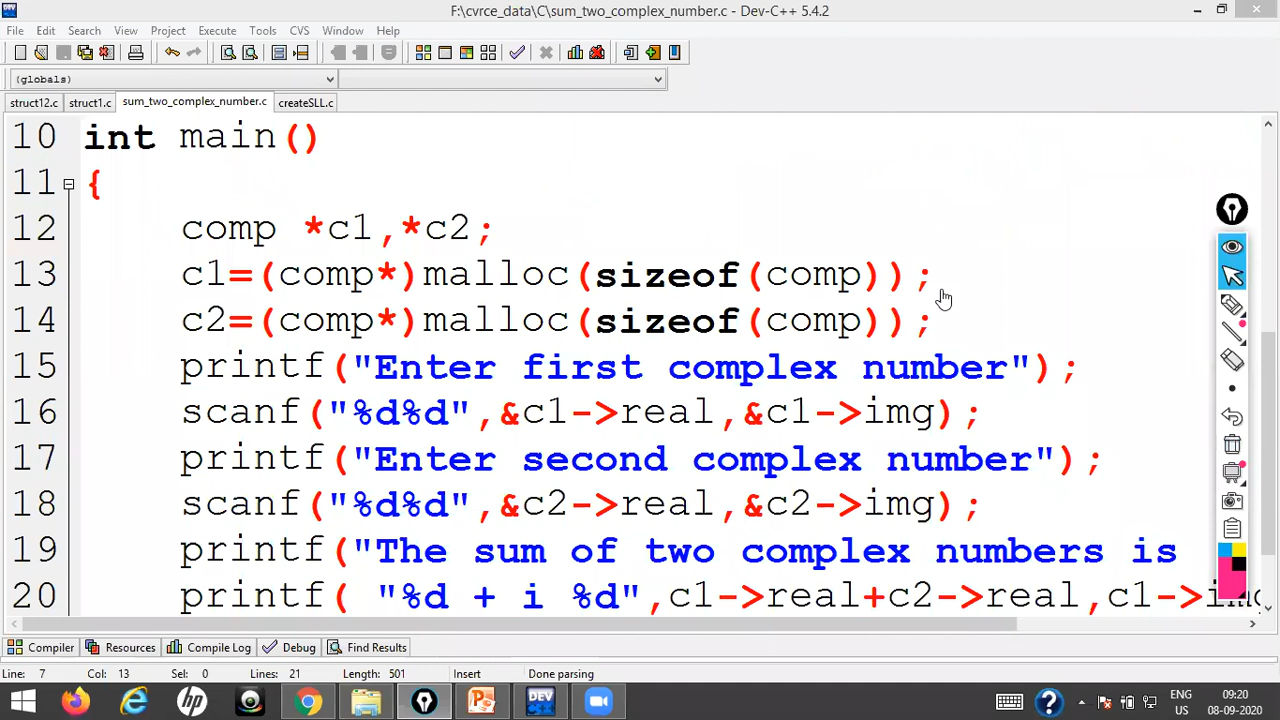 F:\cvrce_data\C\sum_two_complex_number.c - Dev-C++ 5.4.2
File Edit Search View Project Execute Tools CVS Window Help
(globals)
struct12.c struct1.c sum_two_complex_number.c createSLL.c
10 int main()
11 {
12 comp *c1,*c2;
13 c1=(comp*)malloc(sizeof(comp));
14 c2=(comp*)malloc(sizeof(comp));
15 printf("Enter first complex number");
16 scanf("%d%d",&c1->real,&c1->img);
17 printf("Enter second complex number");
18 scanf("%d%d",&c2->real,&c2->img);
19 printf("The sum of two complex numbers is
20 printf( "%d + i %d",c1->real+c2->real,c1->img
Compiler Resources Compile Log Debug Find Results
Line: 7 Col: 13 Sel: 0 Lines: 21 Length: 501 Insert Done parsing
hp DEV ENG 09:20
US 08-09-2020